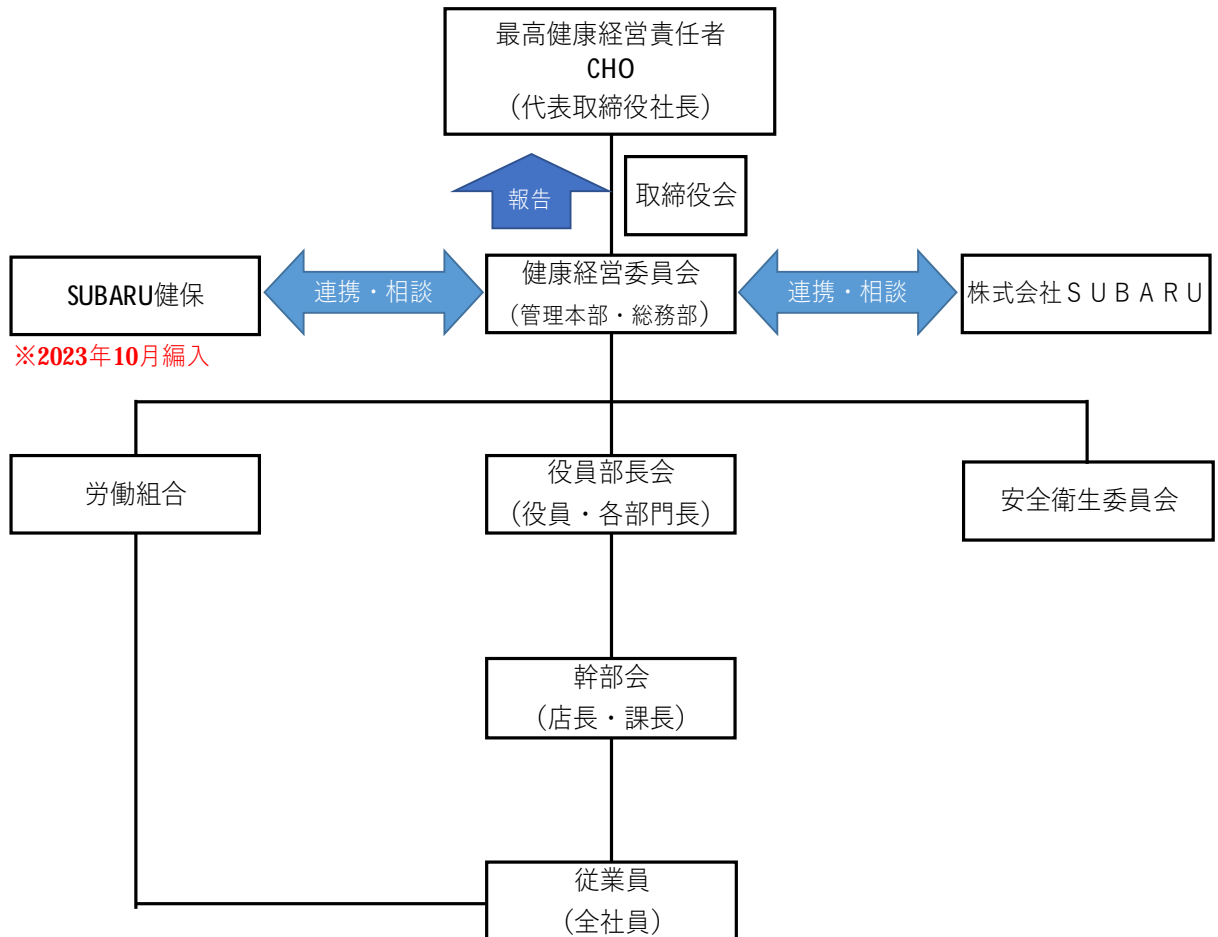 最高健康経営責任者
CHO
（代表取締役社長）
報告
取締役会
SUBARU健保
連携・相談
健康経営委員会
（管理本部・総務部）
連携・相談
株式会社ＳＵＢＡＲＵ
※2023年10月編入
労働組合
役員部長会
（役員・各部門長）
安全衛生委員会
幹部会
（店長・課長）
従業員
（全社員）